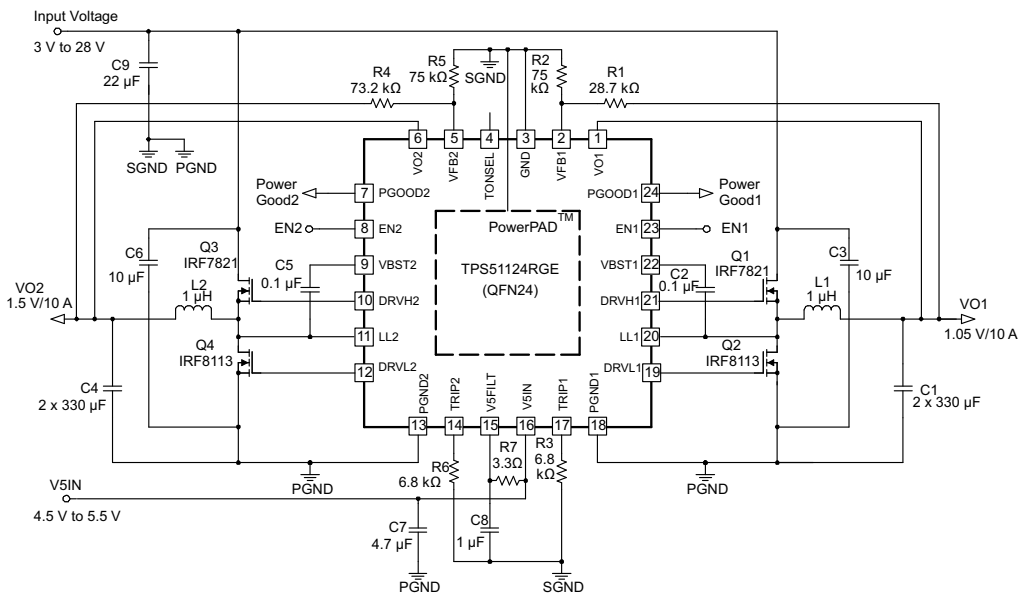 Input Voltage
3 V to 28 V
C9
22 µF
SGND
PGND
R4
73.2 kΩ
R5
75 kΩ
SGND
R2
75
kΩ
R1
28.7 kΩ
6
5
4
3
2
1
VO2
VFB2
TONSEL
GND
VFB1
VO1
Power
Good2
7
PGOOD2
PGOOD1
24
Power
Good1
EN2
8
EN2
EN1
23
EN1
PowerPAD™
TPS51124RGE
(QFN24)
C6
10 µF
Q3
IRF7821
C5
0.1 µF
9
VBST2
VBST1
22
C2
0.1 µF
Q1
IRF7821
C3
10 µF
10
DRVH2
DRVH1
21
VO2
1.5 V/10 A
L2
1 µH
L1
1 µH
VO1
1.05 V/10 A
11
LL2
LL1
20
Q4
IRF8113
Q2
IRF8113
12
DRVL2
DRVL1
19
C4
2 x 330 µF
C1
2 x 330 µF
PGND2
TRIP2
V5FILT
V5IN
TRIP1
PGND1
13
14
15
16
17
18
PGND
R6
6.8 kΩ
R7
3.3Ω
R3
6.8
kΩ
PGND
V5IN
4.5 V to 5.5 V
C7
4.7 µF
C8
1 µF
PGND
SGND